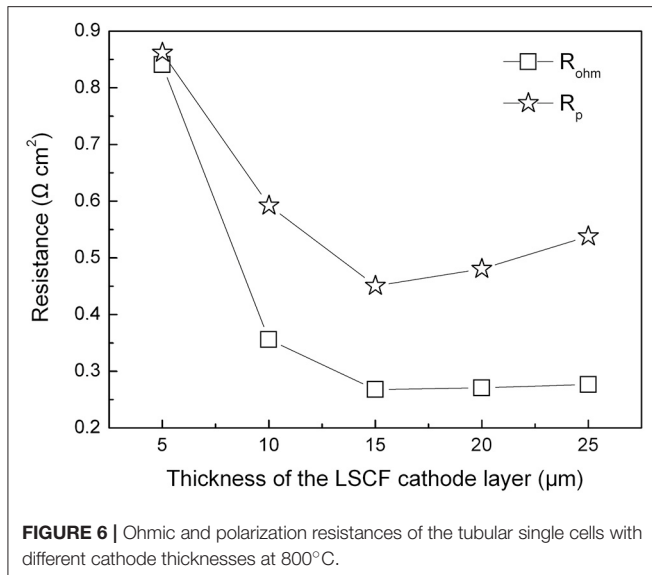 0.9
0.8
0.7
0.6
0.5
0.4
0.3
0.2
Resistance (Ω cm²)
R_ohm
R_p
5 10 15 20 25
Thickness of the LSCF cathode layer (μm)
FIGURE 6 | Ohmic and polarization resistances of the tubular single cells with
different cathode thicknesses at 800°C.